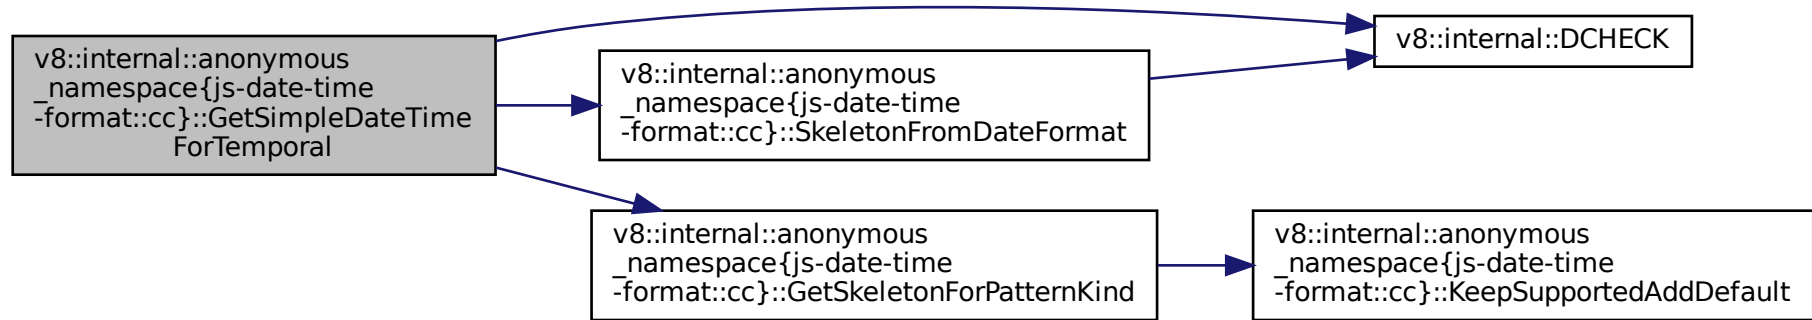 v8::internal::anonymous
_namespace{js-date-time
-format::cc}::GetSimpleDateTime
ForTemporal
v8::internal::anonymous
_namespace{js-date-time
-format::cc}::SkeletonFromDateFormat
v8::internal::DCHECK
v8::internal::anonymous
_namespace{js-date-time
-format::cc}::GetSkeletonForPatternKind
v8::internal::anonymous
_namespace{js-date-time
-format::cc}::KeepSupportedAddDefault